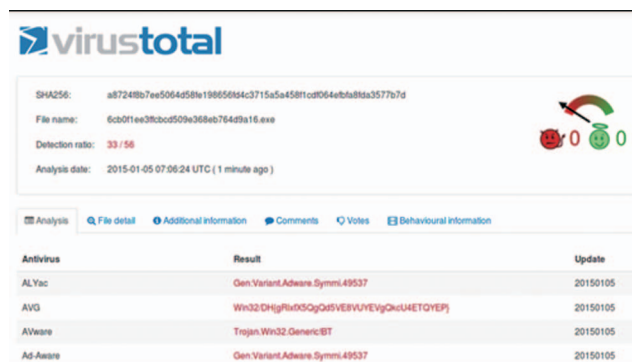 virustotal
SHA256: a8724f8b7ee5064d58fe198656fd4c3715a5a458f1cdf064efbfa8fda3577b7d
File name: 6cb0f1ee3ffcbcd509e368eb764d9a16.exe
Detection ratio: 33 / 56
0 0
Analysis date: 2015-01-05 07:06:24 UTC ( 1 minute ago )
Analysis File detail Additional information Comments Votes Behavioural information
Antivirus Result Update
ALYac Gen:Variant.Adware.Symmi.49537 20150105
AVG 20150105
AVware Trojan.Win32.Generic!BT 20150105
Ad-Aware Gen:Variant.Adware.Symmi.49537 20150105